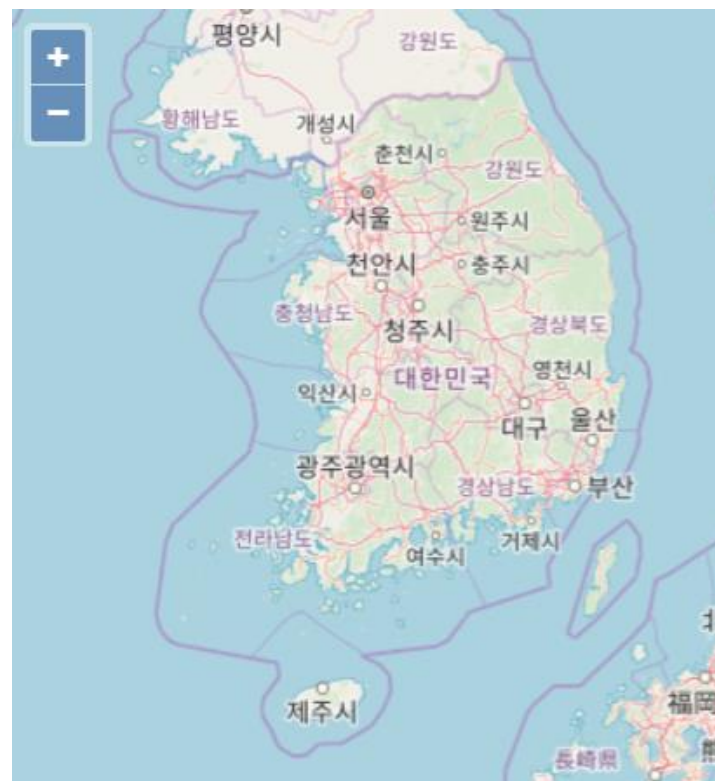 평양시
강원도
+
−
황해남도
개성시
춘천시
강원도
서울
원주시
천안시
충주시
충청남도
청주시
경상북도
대한민국
영천시
익산시
대구
울산
광주광역시
경상남도
부산
전라남도
여수시
거제시
北
福岡
제주시
熊
長崎県